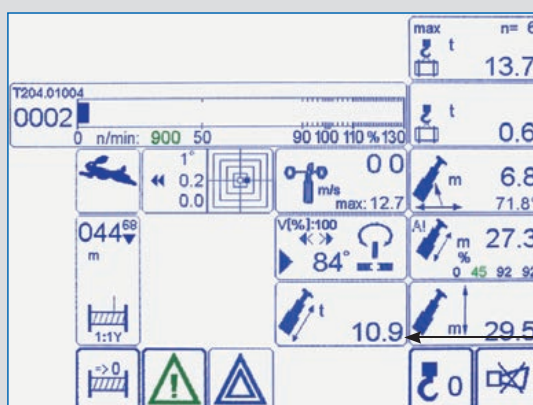 max n= 6
t
13.7
T204.01004
0002
0 n/min: 900 50 90 100 110 % 130
t
0.6
1°
0.2
0.0
0 0
m/s
max: 12.7
m 6.8
71.8°
044 68
m
1:1Y
V[%]:100
84°
A!
m 27.3
%
0 45 92 92
t
10.9
m 29.5
=> 0
0